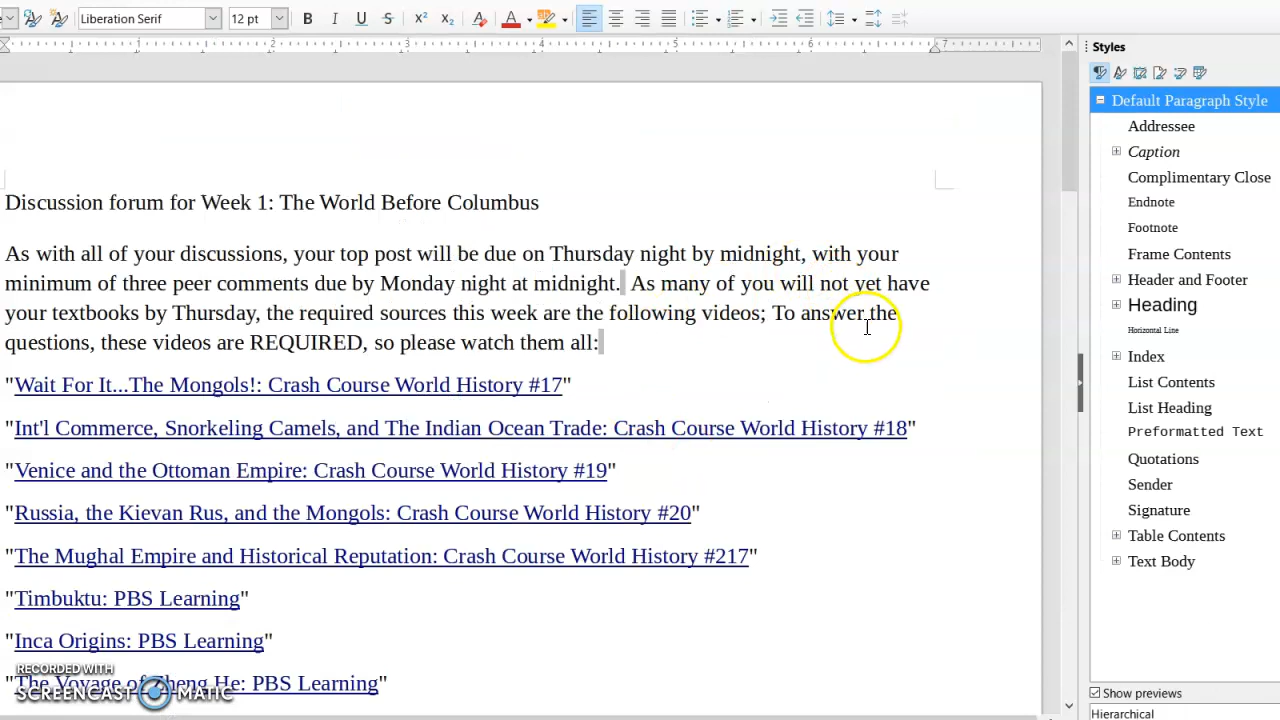 Liberation Serif 12 pt B I U S X² X₂ A
1 2 3 4 5 6 7
Styles
Default Paragraph Style
Addressee
Caption
Complimentary Close
Endnote
Footnote
Frame Contents
Header and Footer
Heading
Horizontal Line
Index
List Contents
List Heading
Preformatted Text
Quotations
Sender
Signature
Table Contents
Text Body
Show previews
Hierarchical
Discussion forum for Week 1: The World Before Columbus
As with all of your discussions, your top post will be due on Thursday night by midnight, with your
minimum of three peer comments due by Monday night at midnight. As many of you will not yet have
your textbooks by Thursday, the required sources this week are the following videos; To answer the
questions, these videos are REQUIRED, so please watch them all:
"Wait For It...The Mongols!: Crash Course World History #17"
"Int'l Commerce, Snorkeling Camels, and The Indian Ocean Trade: Crash Course World History #18"
"Venice and the Ottoman Empire: Crash Course World History #19"
"Russia, the Kievan Rus, and the Mongols: Crash Course World History #20"
"The Mughal Empire and Historical Reputation: Crash Course World History #217"
"Timbuktu: PBS Learning"
"Inca Origins: PBS Learning"
"The Voyage of Zheng He: PBS Learning"
RECORDED WITH
SCREENCAST MATIC